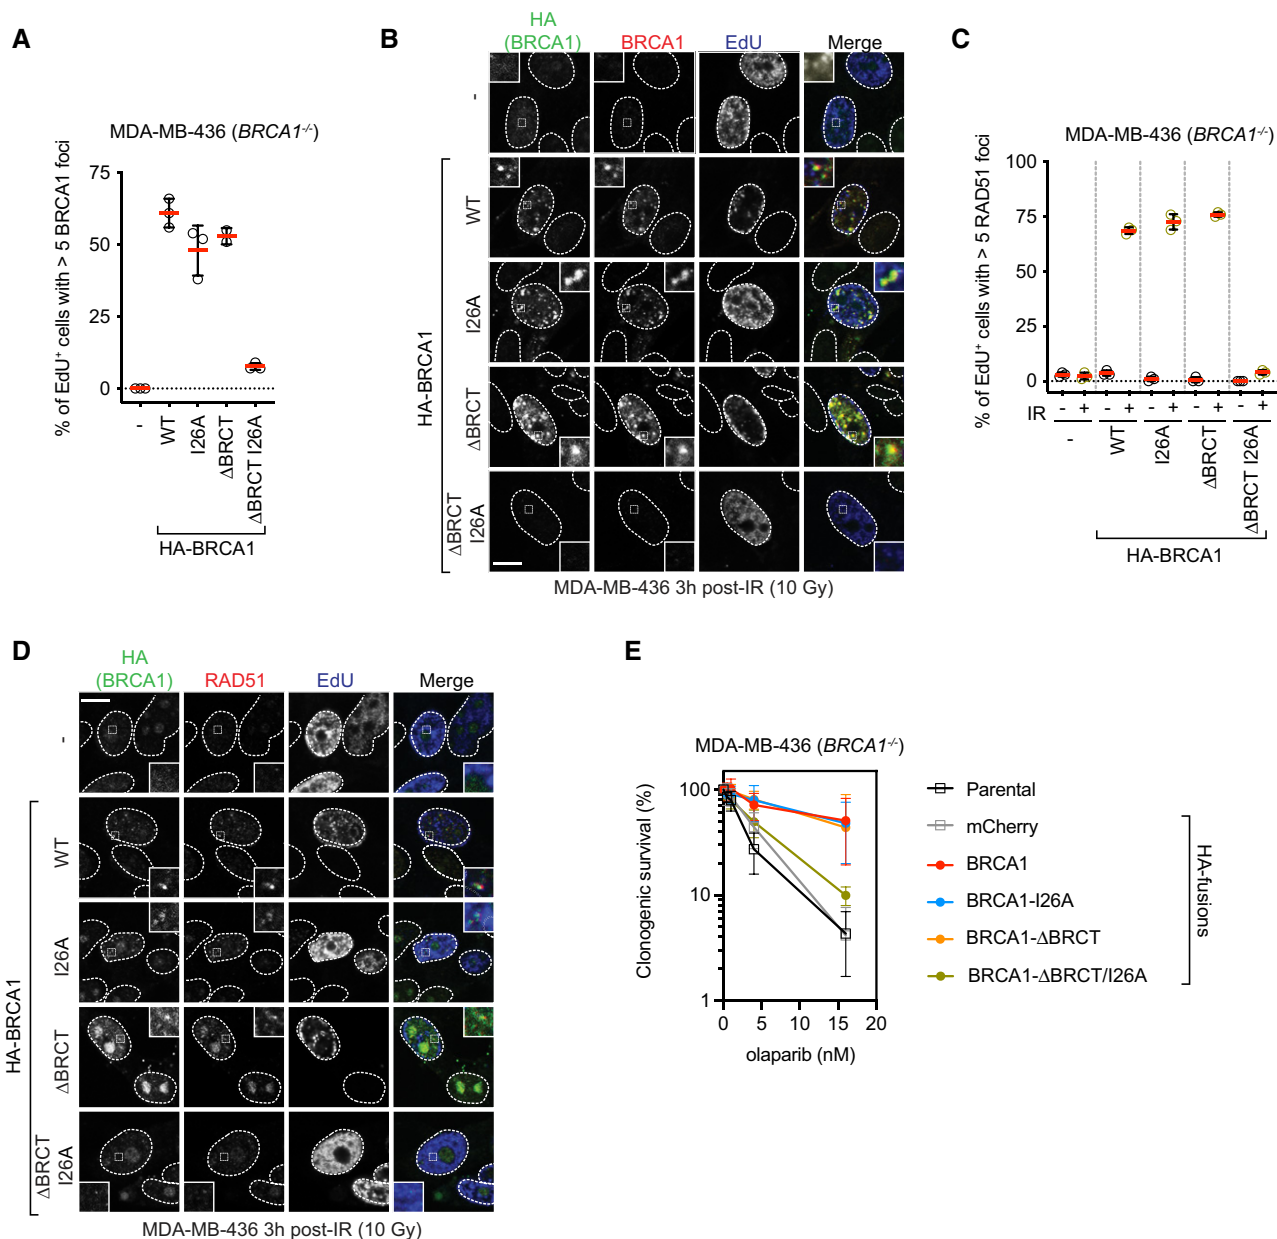 A
MDA-MB-436 (BRCA1-/-)
% of EdU+ cells with > 5 BRCA1 foci
75
50
25
0
-
WT
I26A
ΔBRCT
ΔBRCT I26A
HA-BRCA1
B
HA
(BRCA1)
BRCA1
EdU
Merge
-
WT
I26A
ΔBRCT
ΔBRCT
I26A
HA-BRCA1
MDA-MB-436 3h post-IR (10 Gy)
C
MDA-MB-436 (BRCA1-/-)
% of EdU+ cells with > 5 RAD51 foci
100
75
50
25
0
IR - + - + - + - + - +
-
WT
I26A
ΔBRCT
ΔBRCT I26A
HA-BRCA1
D
HA
(BRCA1)
RAD51
EdU
Merge
-
WT
I26A
ΔBRCT
ΔBRCT
I26A
HA-BRCA1
MDA-MB-436 3h post-IR (10 Gy)
E
MDA-MB-436 (BRCA1-/-)
Clonogenic survival (%)
100
10
1
0 5 10 15 20
olaparib (nM)
Parental
mCherry
BRCA1
BRCA1-I26A
BRCA1-ΔBRCT
BRCA1-ΔBRCT/I26A
HA-fusions